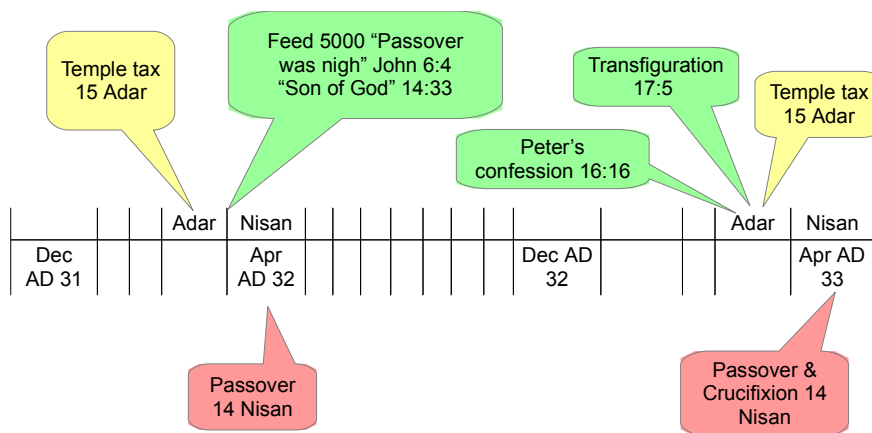 Temple tax
15 Adar
Feed 5000 “Passover
was nigh” John 6:4
“Son of God” 14:33
Transfiguration
17:5
Temple tax
15 Adar
Peter’s
confession 16:16
Adar
Nisan
Adar
Nisan
Dec
AD 31
Apr
AD 32
Dec AD
32
Apr AD
33
Passover
14 Nisan
Passover &
Crucifixion 14
Nisan